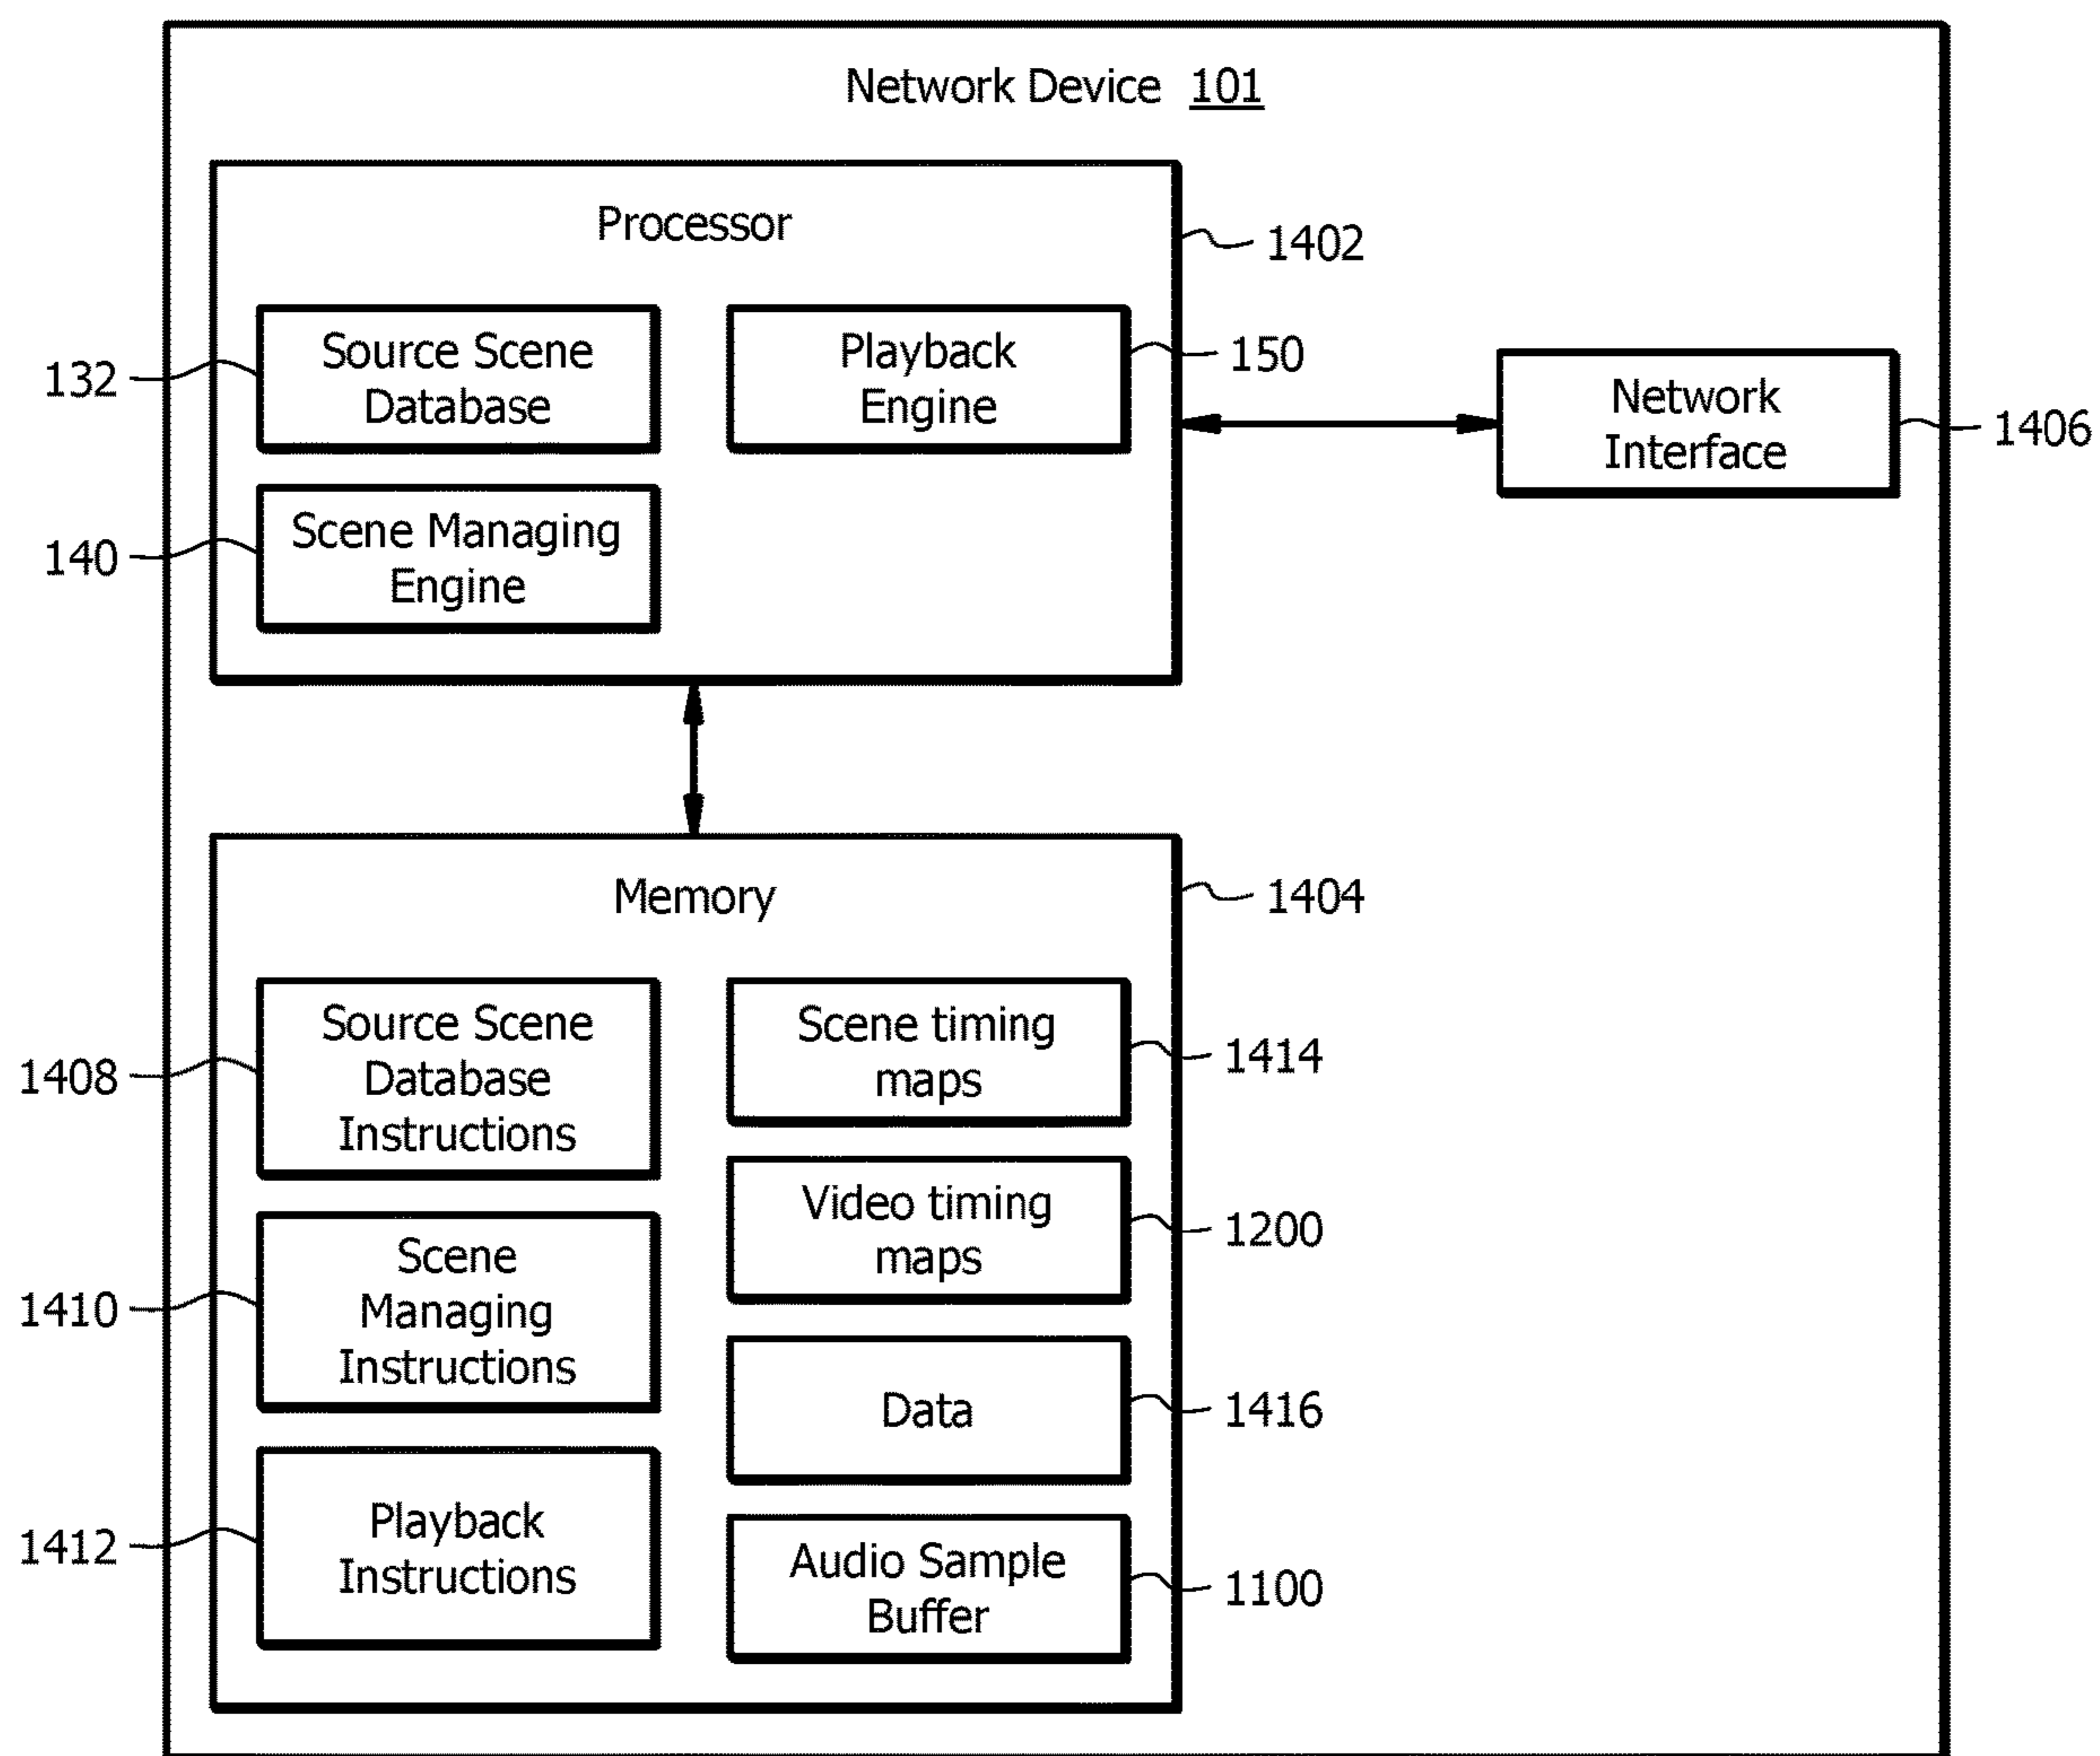 Network Device 101
Processor
1402
Source Scene
Database
132
Playback
Engine
150
Scene Managing
Engine
140
Network
Interface
1406
Memory
1404
Source Scene
Database
Instructions
1408
Scene
Managing
Instructions
1410
Playback
Instructions
1412
Scene timing
maps
1414
Video timing
maps
1200
Data
1416
Audio Sample
Buffer
1100